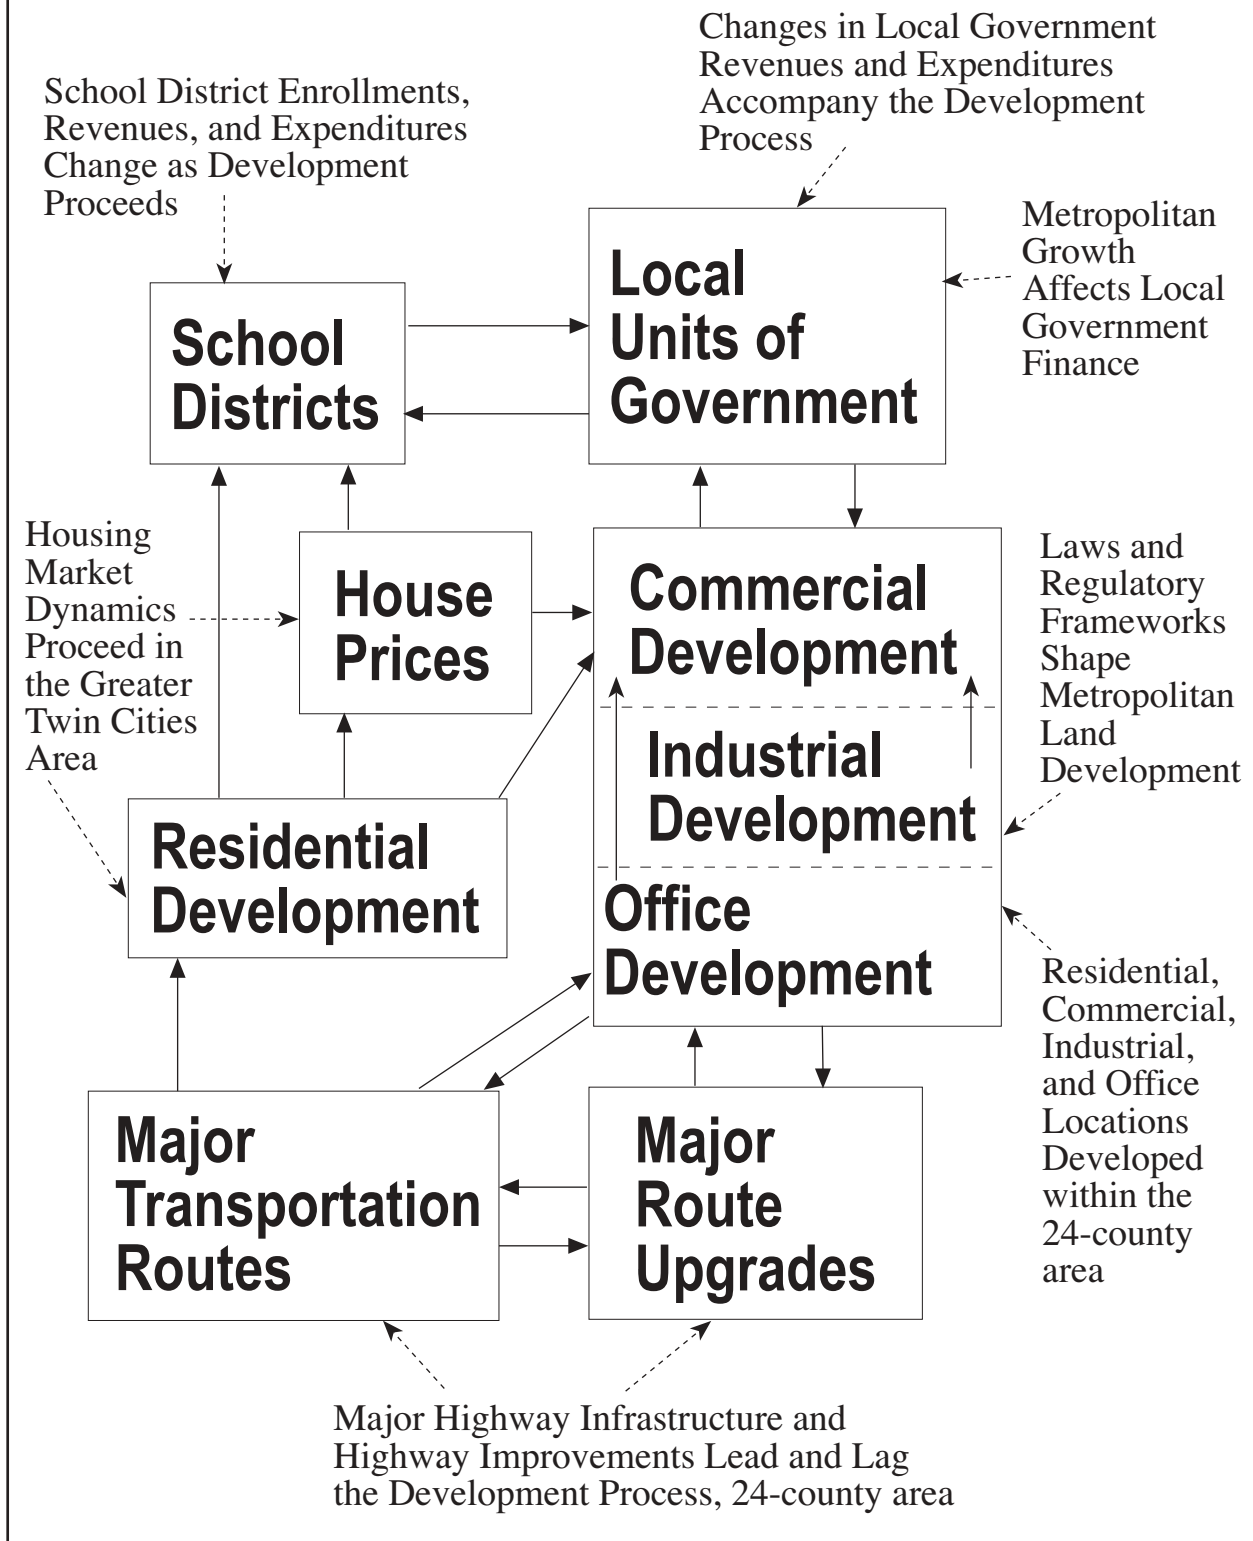 Changes in Local Government
Revenues and Expenditures
Accompany the Development
Process
School District Enrollments,
Revenues, and Expenditures
Change as Development
Proceeds
Metropolitan
Growth
Affects Local
Government
Finance
Local
Units of
Government
School
Districts
Housing
Market
Dynamics
Proceed in
the Greater
Twin Cities
Area
House
Prices
Commercial
Development
Industrial
Development
Office
Development
Laws and
Regulatory
Frameworks
Shape
Metropolitan
Land
Development
Residential
Development
Residential,
Commercial,
Industrial,
and Office
Locations
Developed
within the
24-county
area
Major
Transportation
Routes
Major
Route
Upgrades
Major Highway Infrastructure and
Highway Improvements Lead and Lag
the Development Process, 24-county area